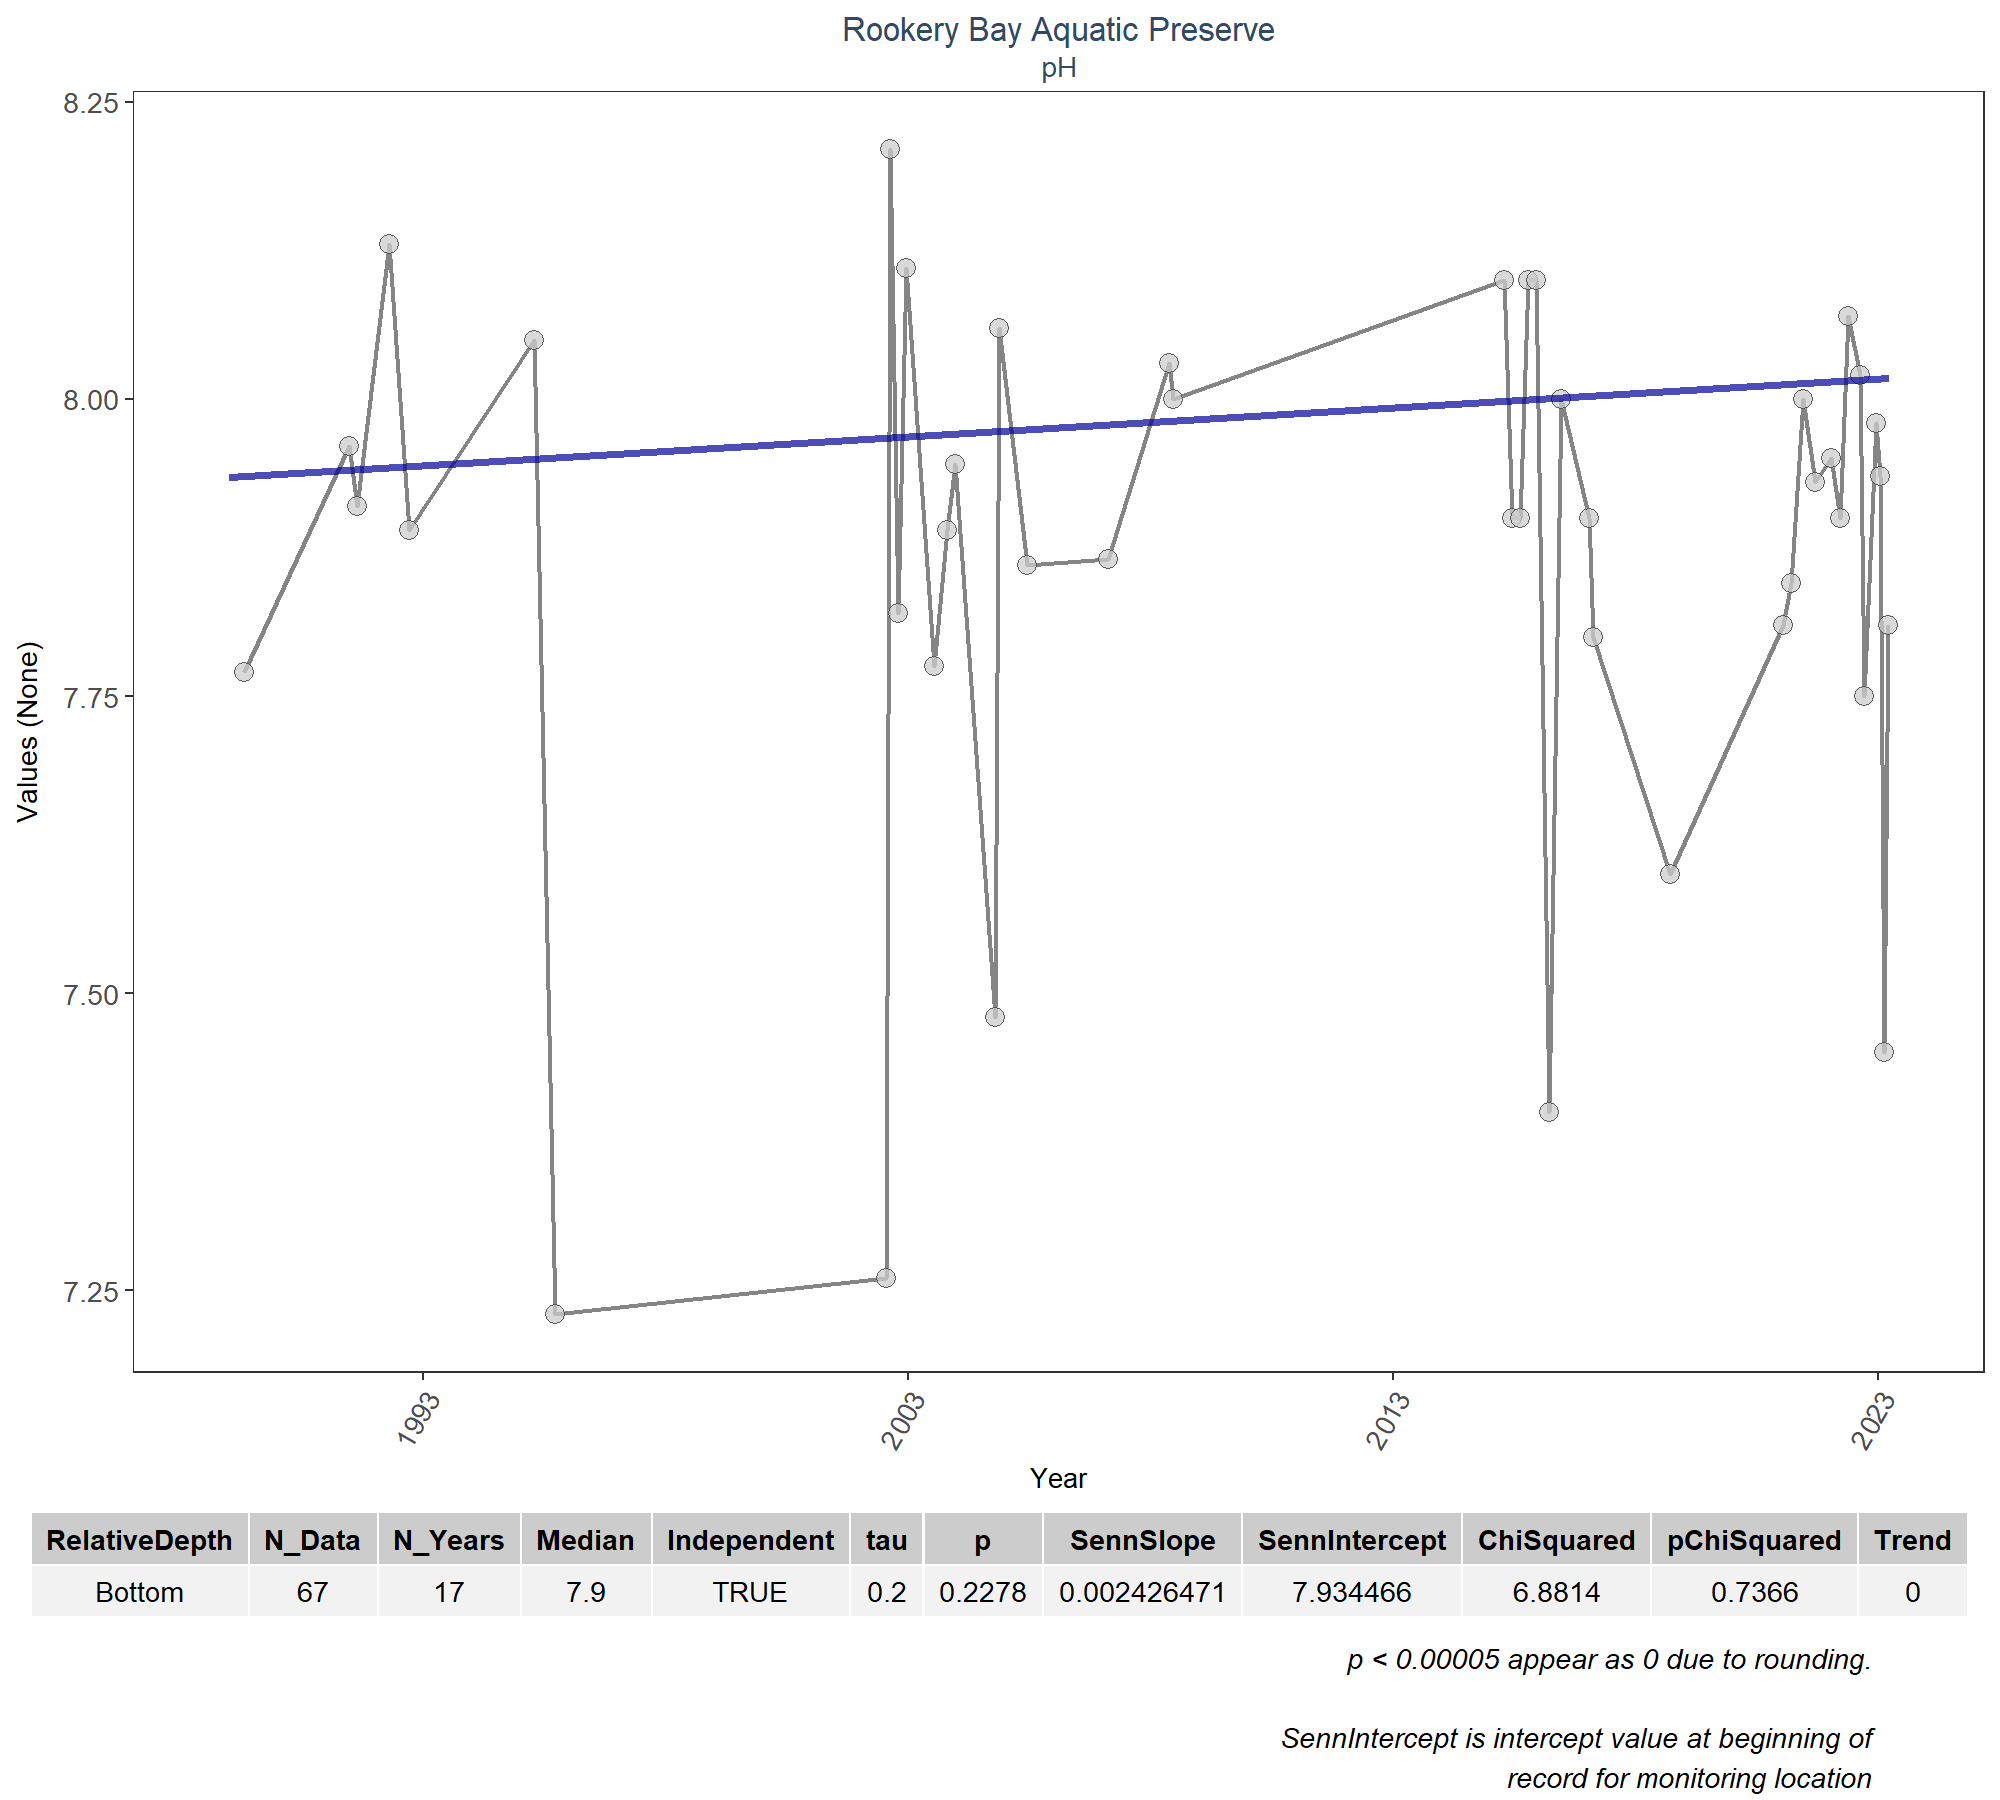 Rookery Bay Aquatic Preserve
pH
8.25
8.00
7.75
7.50
7.25
Values (None)
1993
2003
2013
2023
Year
RelativeDepth N_Data N_Years Median Independent tau p SennSlope SennIntercept ChiSquared pChiSquared Trend
Bottom 67 17 7.9 TRUE 0.2 0.2278 0.002426471 7.934466 6.8814 0.7366 0
p < 0.00005 appear as 0 due to rounding.
SennIntercept is intercept value at beginning of
record for monitoring location